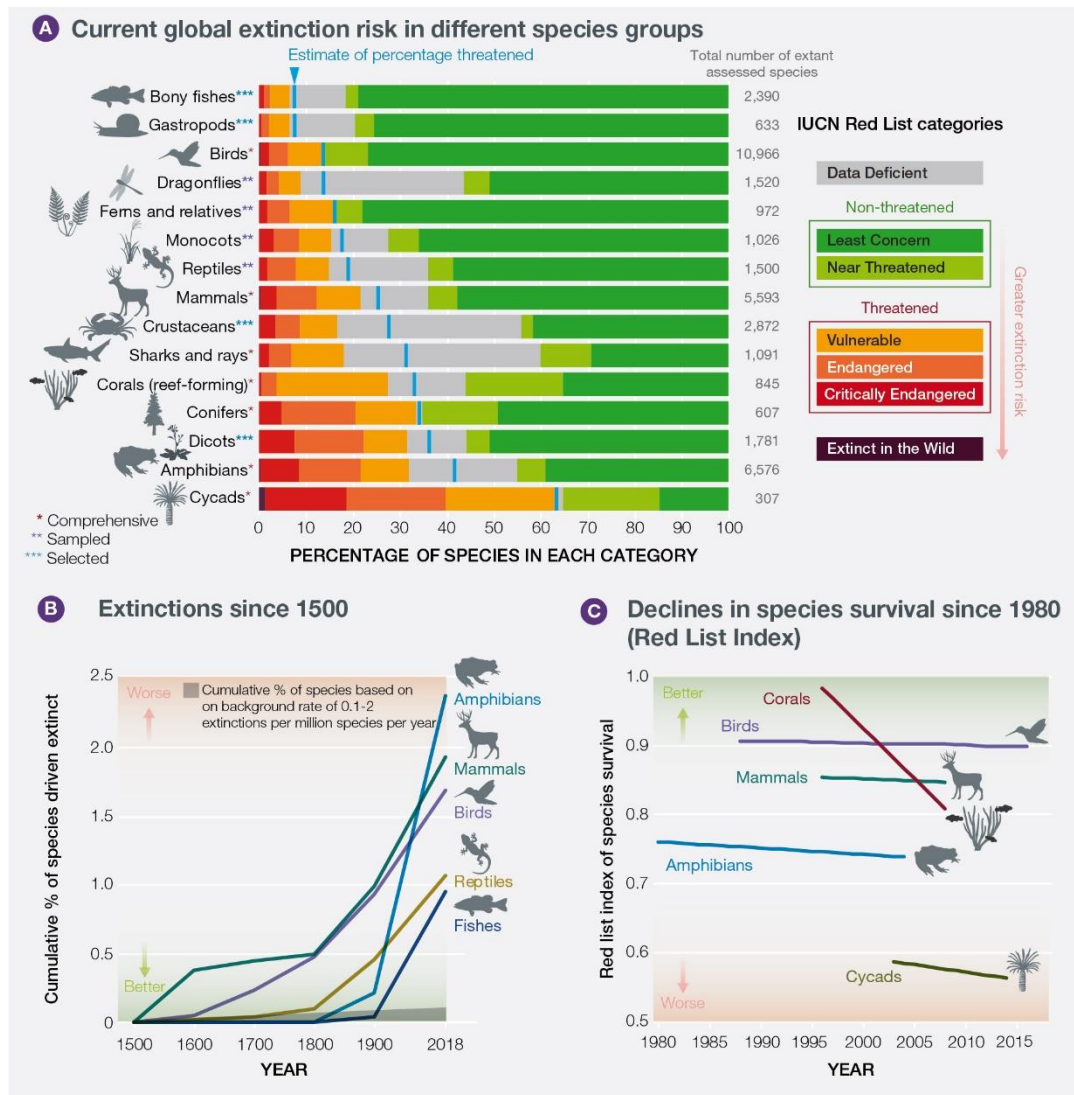 A Current global extinction risk in different species groups
Estimate of percentage threatened
Total number of extant
assessed species
Bony fishes*** 2,390
Gastropods*** 633
Birds* 10,966
Dragonflies** 1,520
Ferns and relatives** 972
Monocots** 1,026
Reptiles** 1,500
Mammals* 5,593
Crustaceans*** 2,872
Sharks and rays* 1,091
Corals (reef-forming)* 845
Conifers* 607
Dicots*** 1,781
Amphibians* 6,576
Cycads* 307
0 10 20 30 40 50 60 70 80 90 100
PERCENTAGE OF SPECIES IN EACH CATEGORY
* Comprehensive
** Sampled
*** Selected
IUCN Red List categories
Data Deficient
Non-threatened
Least Concern
Near Threatened
Threatened
Vulnerable
Endangered
Critically Endangered
Extinct in the Wild
Greater extinction risk
B Extinctions since 1500
Cumulative % of species driven extinct
2.5
2.0
1.5
1.0
0.5
0
Worse
Better
Cumulative % of species based on
on background rate of 0.1-2
extinctions per million species per year
Amphibians
Mammals
Birds
Reptiles
Fishes
1500 1600 1700 1800 1900 2018
YEAR
C Declines in species survival since 1980
(Red List Index)
Red list index of species survival
1.0
0.9
0.8
0.7
0.6
0.5
Better
Worse
Corals
Birds
Mammals
Amphibians
Cycads
1980 1985 1990 1995 2000 2005 2010 2015
YEAR